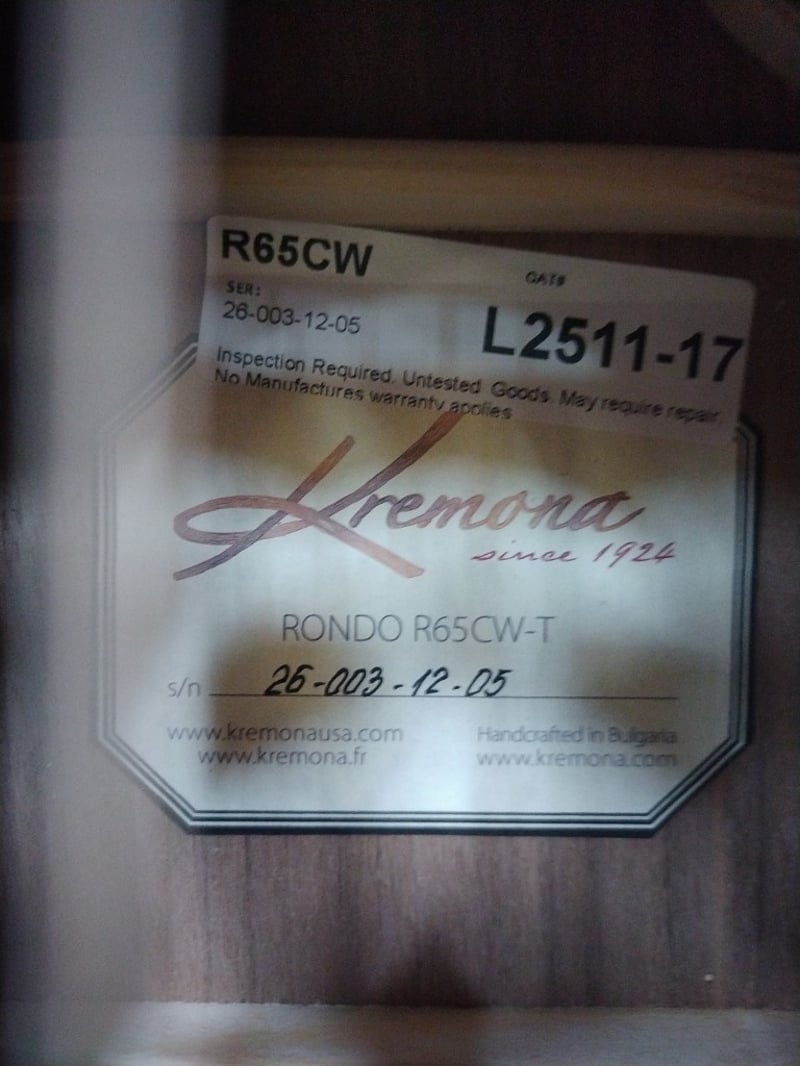 R65CW
CAT#
SER:
26-003-12-05
L2511-17
Inspection Required. Untested Goods. May require repair.
No Manufactures warranty applies
Kremona
since 1924
RONDO R65CW-T
s/n 26-003-12-05
www.kremonausa.com Handcrafted in Bulgaria
www.kremona.fr www.kremona.com